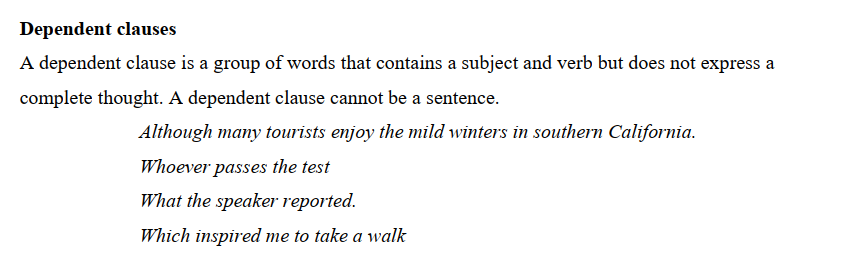 Dependent clauses
A dependent clause is a group of words that contains a subject and verb but does not express a
complete thought. A dependent clause cannot be a sentence.
Although many tourists enjoy the mild winters in southern California.
Whoever passes the test
What the speaker reported.
Which inspired me to take a walk